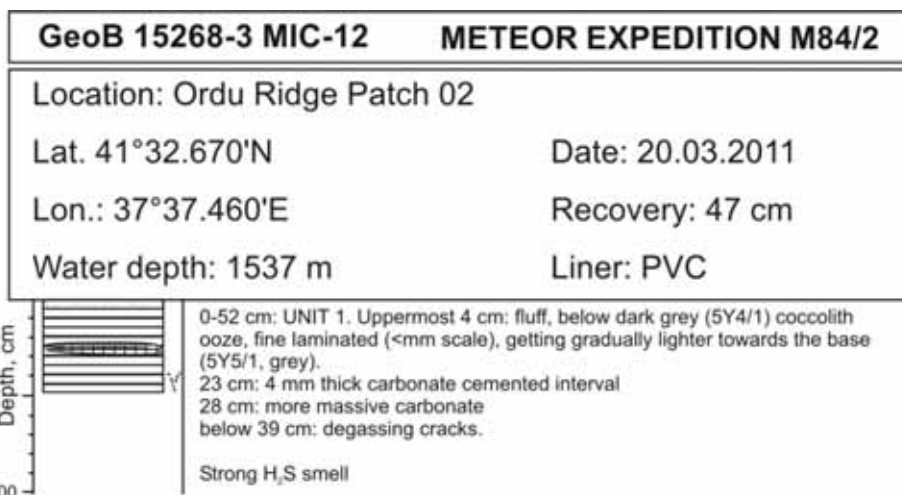 GeoB 15268-3 MIC-12 METEOR EXPEDITION M84/2
Location: Ordu Ridge Patch 02
Lat. 41°32.670'N Date: 20.03.2011
Lon.: 37°37.460'E Recovery: 47 cm
Water depth: 1537 m Liner: PVC
0-52 cm: UNIT 1. Uppermost 4 cm: fluff, below dark grey (5Y4/1) coccolith
ooze, fine laminated (<mm scale), getting gradually lighter towards the base
(5Y5/1, grey).
23 cm: 4 mm thick carbonate cemented interval
28 cm: more massive carbonate
below 39 cm: degassing cracks.
Strong H₂S smell
Depth, cm